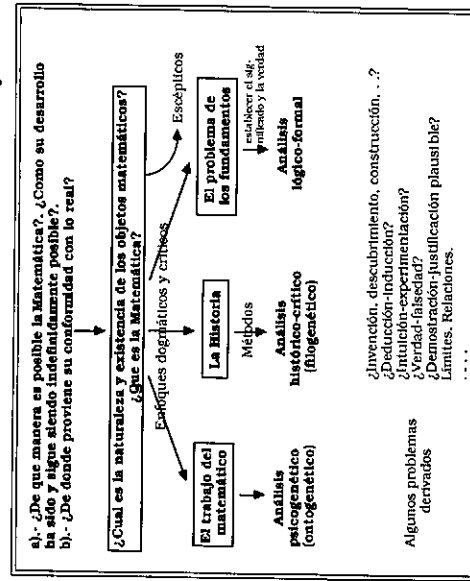 a).- ¿De que manera es posible la Matemática?. ¿Como su desarrollo
ha sido y sigue siendo indefinidamente posible?.
b).- ¿De donde proviene su conformidad con lo real?
¿Cual es la naturaleza y existencia de los objetos matemáticos?
¿Que es la Matemática?
Enfoques dogmáticos y críticos
Escépticos
El trabajo del
matemático
La Historia
El problema de
los fundamentos
Métodos
establecer el sig-
nificado y la verdad
Análisis
psicogenético
(ontogenético)
Análisis
histórico-crítico
(filogenético)
Análisis
lógico-formal
Algunos problemas
derivados
¿Invención, descubrimiento, construcción, . . .?
¿Deducción-Inducción?
¿Intuición-experimentación?
¿Verdad-falsedad?
¿Demostración-justificación plausible?
Límites. Relaciones.
. . . .